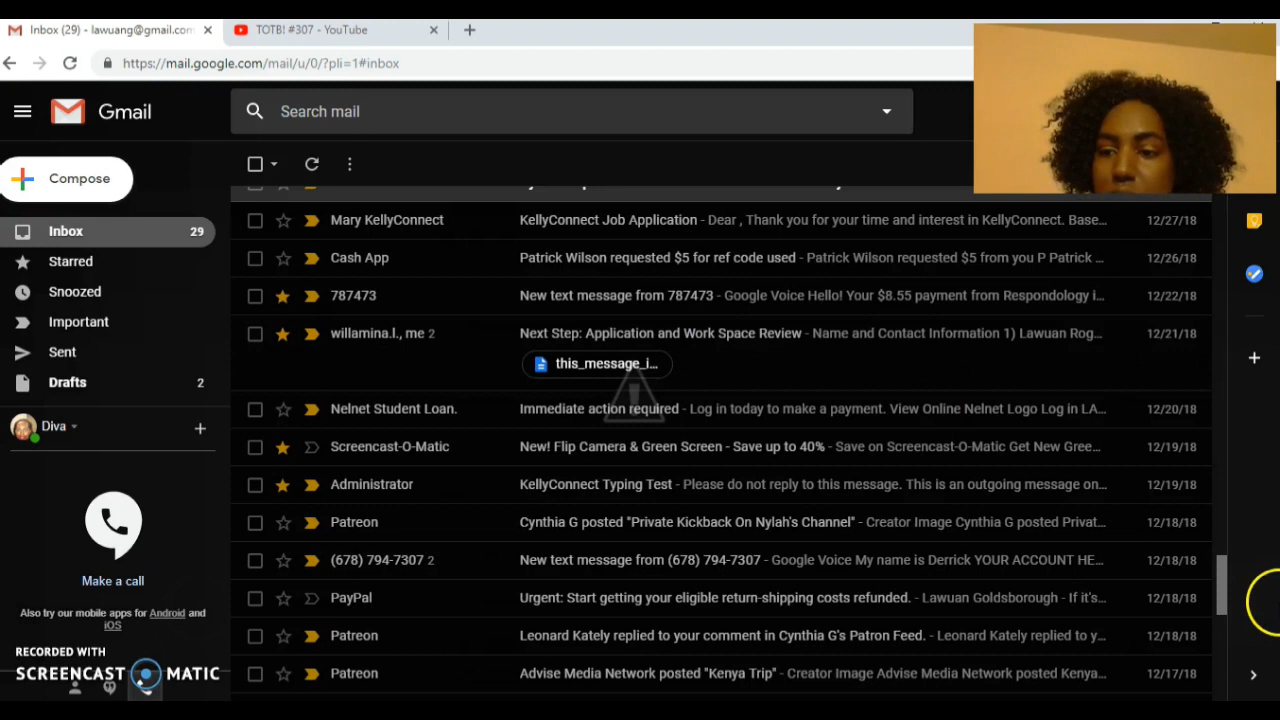 Inbox (29) - lawuang@gmail.com
TOTB! #307 - YouTube
https://mail.google.com/mail/u/0/?pli=1#inbox
Gmail
Search mail
Compose
Inbox 29
Starred
Snoozed
Important
Sent
Drafts 2
Diva
Make a call
Also try our mobile apps for Android and
iOS
RECORDED WITH
SCREENCAST MATIC
Mary KellyConnect KellyConnect Job Application - Dear , Thank you for your time and interest in KellyConnect. Base... 12/27/18
Cash App Patrick Wilson requested $5 for ref code used - Patrick Wilson requested $5 from you P Patrick ... 12/26/18
787473 New text message from 787473 - Google Voice Hello! Your $8.55 payment from Respondology i... 12/22/18
willamina.l., me 2 Next Step: Application and Work Space Review - Name and Contact Information 1) Lawuan Rog... 12/21/18
this_message_i...
Nelnet Student Loan. Immediate action required - Log in today to make a payment. View Online Nelnet Logo Log in LA... 12/20/18
Screencast-O-Matic New! Flip Camera & Green Screen - Save up to 40% - Save on Screencast-O-Matic Get New Gree... 12/19/18
Administrator KellyConnect Typing Test - Please do not reply to this message. This is an outgoing message on... 12/19/18
Patreon Cynthia G posted "Private Kickback On Nylah's Channel" - Creator Image Cynthia G posted Privat... 12/18/18
(678) 794-7307 2 New text message from (678) 794-7307 - Google Voice My name is Derrick YOUR ACCOUNT HE... 12/18/18
PayPal Urgent: Start getting your eligible return-shipping costs refunded. - Lawuan Goldsborough - If it's... 12/18/18
Patreon Leonard Kately replied to your comment in Cynthia G's Patron Feed. - Leonard Kately replied to y... 12/18/18
Patreon Advise Media Network posted "Kenya Trip" - Creator Image Advise Media Network posted Kenya... 12/17/18